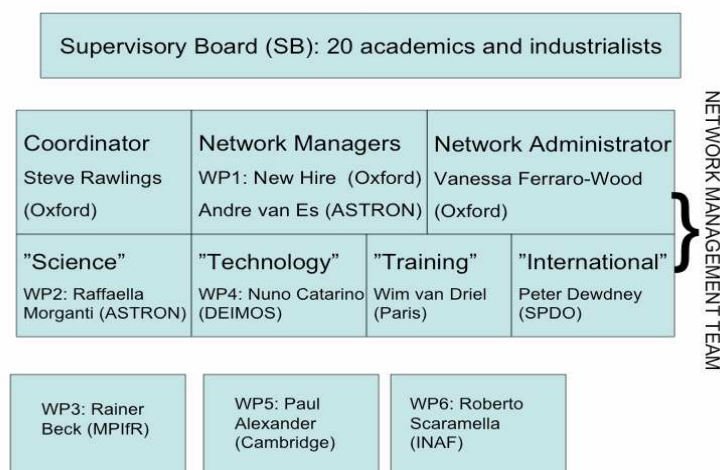 Supervisory Board (SB): 20 academics and industrialists
Coordinator
Steve Rawlings
(Oxford)
Network Managers
WP1: New Hire (Oxford)
Andre van Es (ASTRON)
Network Administrator
Vanessa Ferraro-Wood
(Oxford)
”Science”
WP2: Raffaella
Morganti (ASTRON)
”Technology”
WP4: Nuno Catarino
(DEIMOS)
”Training”
Wim van Driel
(Paris)
”International”
Peter Dewdney
(SPDO)
}
NETWORK MANAGEMENT TEAM
WP3: Rainer
Beck (MPIfR)
WP5: Paul
Alexander
(Cambridge)
WP6: Roberto
Scaramella
(INAF)